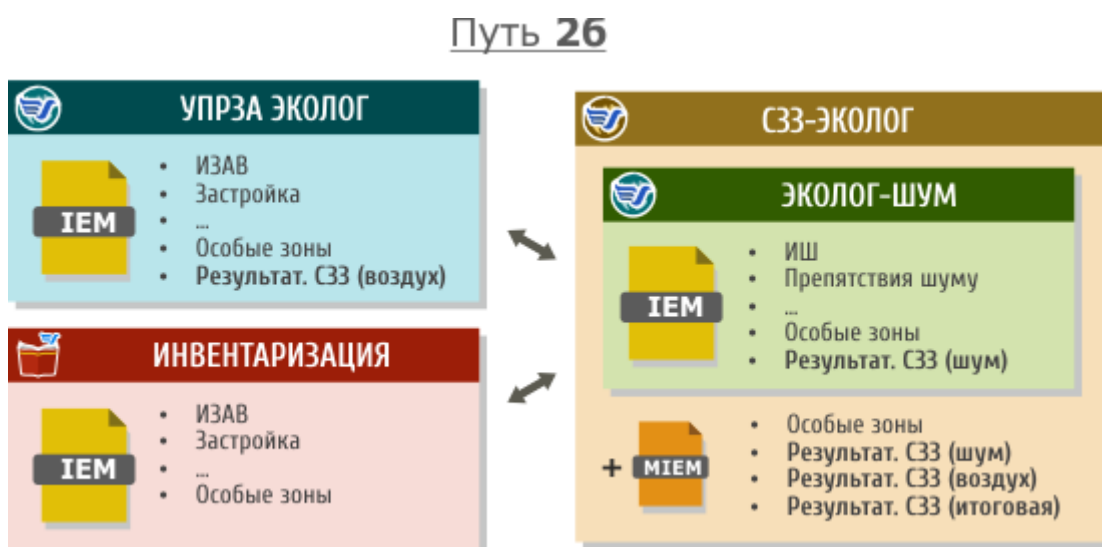 Путь 2б
УПРЗА ЭКОЛОГ
IEM
• ИЗАВ
• Застройка
• ...
• Особые зоны
• Результат. СЗЗ (воздух)
ИНВЕНТАРИЗАЦИЯ
IEM
• ИЗАВ
• Застройка
• ...
• Особые зоны
СЗЗ-ЭКОЛОГ
ЭКОЛОГ-ШУМ
IEM
• ИШ
• Препятствия шуму
• ...
• Особые зоны
• Результат. СЗЗ (шум)
+ MIEM
• Особые зоны
• Результат. СЗЗ (шум)
• Результат. СЗЗ (воздух)
• Результат. СЗЗ (итоговая)